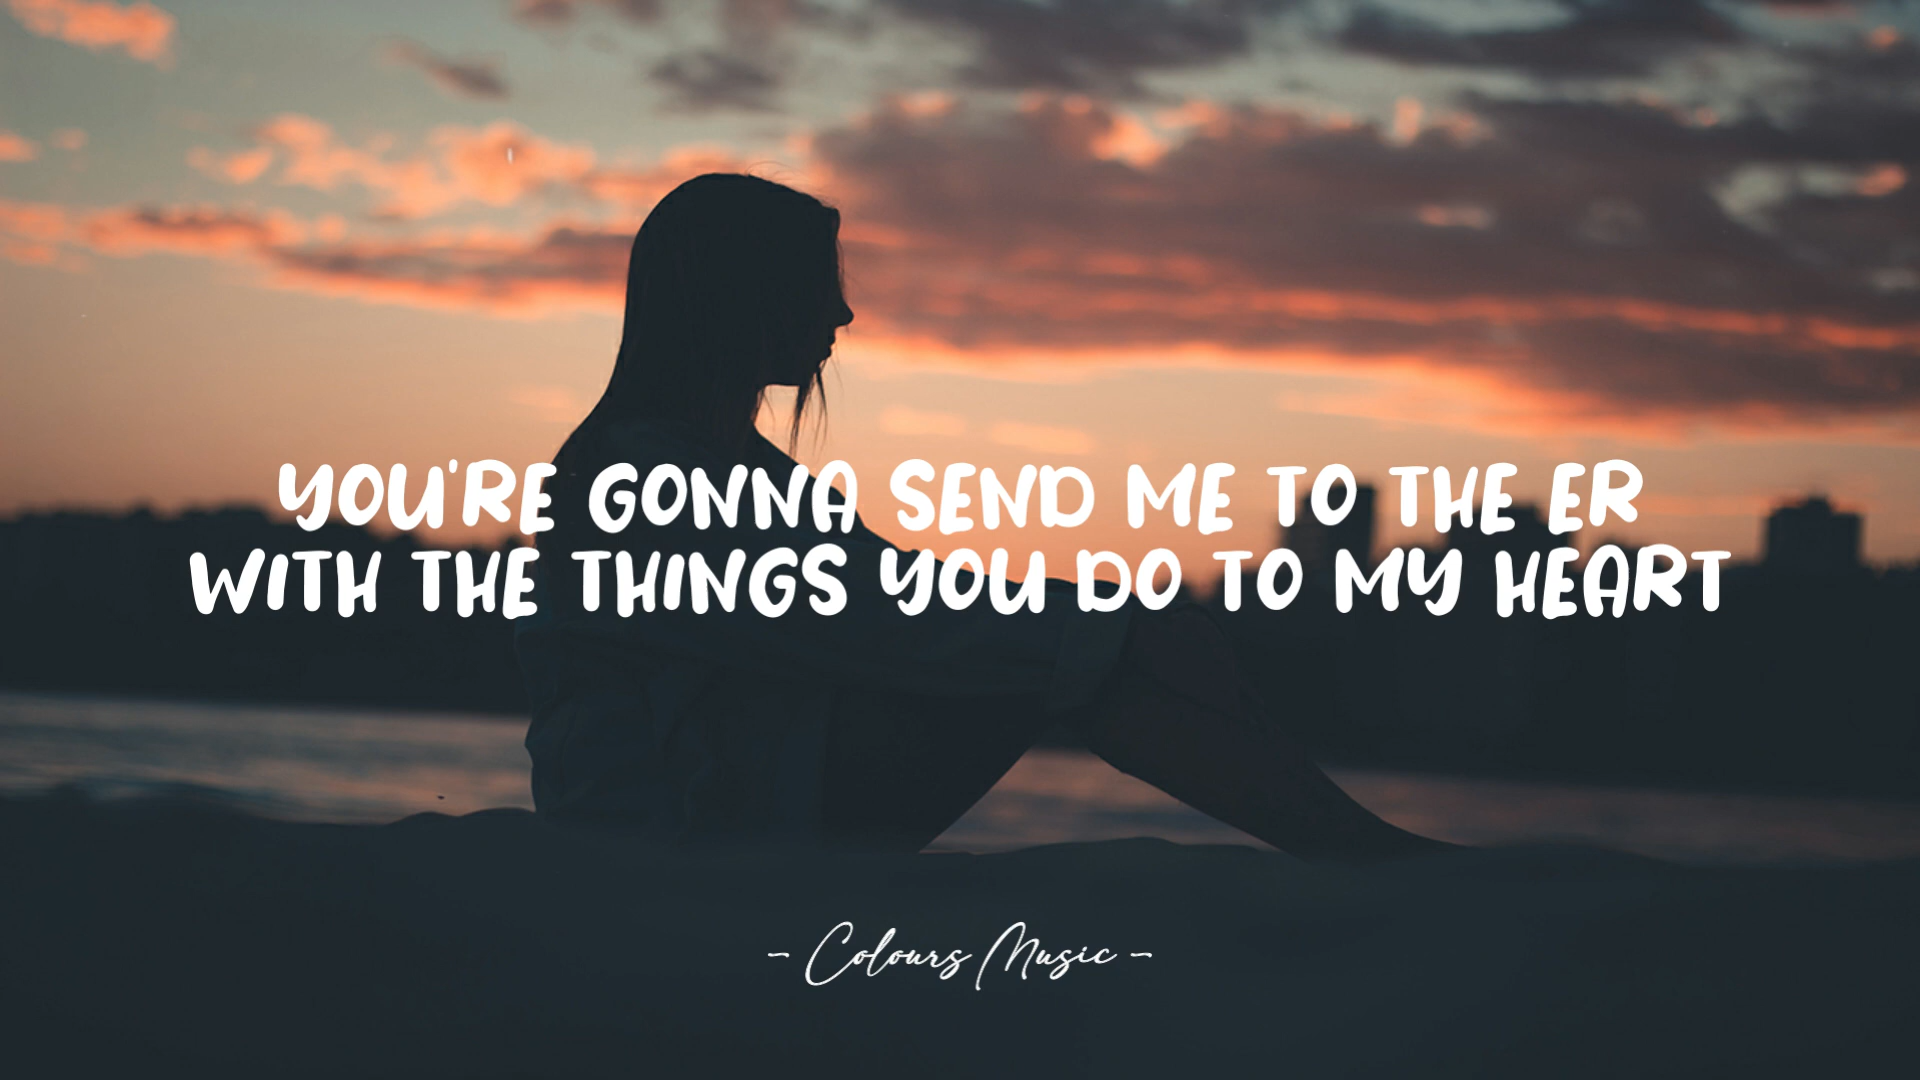 YOU'RE GONNA SEND ME TO THE ER
WITH THE THINGS YOU DO TO MY HEART
- Colours Music -